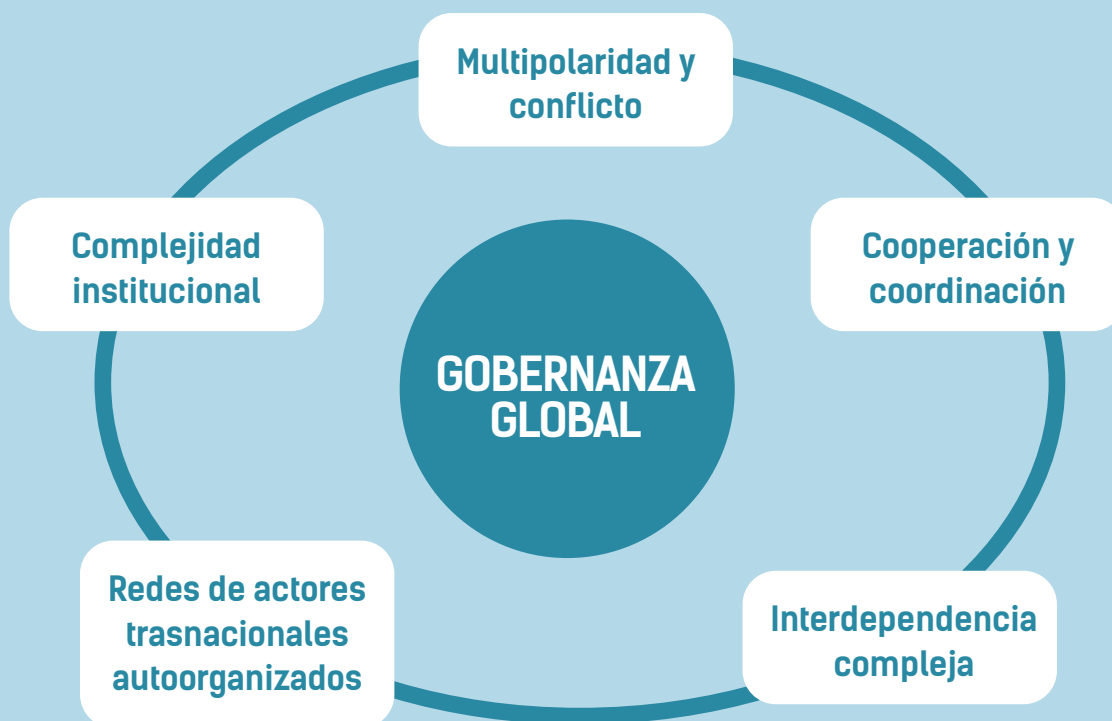 Multipolaridad y
conflicto
Complejidad
institucional
Cooperación y
coordinación
GOBERNANZA
GLOBAL
Redes de actores
trasnacionales
autoorganizados
Interdependencia
compleja